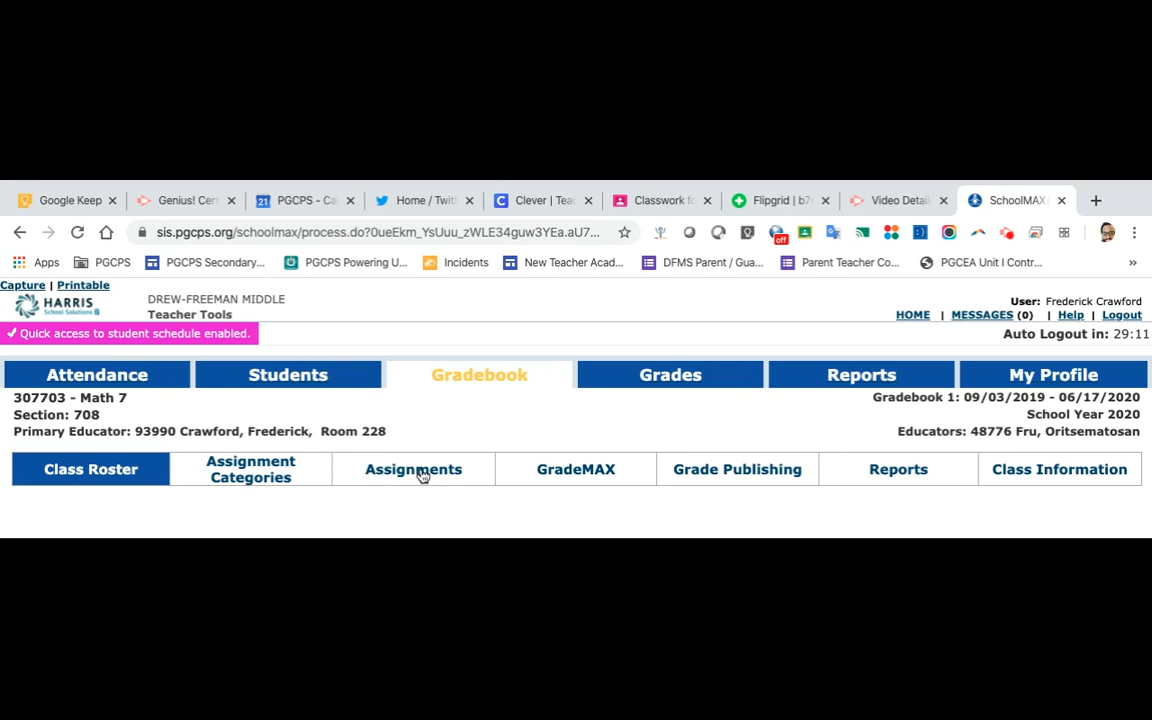 Google Keep
Genius! Cert
21 PGCPS - Ca
Home / Twitt
C Clever | Teac
Classwork fo
Flipgrid | b7
Video Detail
SchoolMAX
sis.pgcps.org/schoolmax/process.do?0ueEkm_YsUuu_zWLE34guw3YEa.aU7...
off
Apps
PGCPS
PGCPS Secondary...
PGCPS Powering U...
Incidents
New Teacher Acad...
DFMS Parent / Gua...
Parent Teacher Co...
PGCEA Unit I Contr...
»
Capture | Printable
HARRIS
School Solutions
DREW-FREEMAN MIDDLE
Teacher Tools
User: Frederick Crawford
HOME | MESSAGES (0) | Help | Logout
Quick access to student schedule enabled.
Auto Logout in: 29:11
Attendance
Students
Gradebook
Grades
Reports
My Profile
307703 - Math 7
Gradebook 1: 09/03/2019 - 06/17/2020
Section: 708
School Year 2020
Primary Educator: 93990 Crawford, Frederick, Room 228
Educators: 48776 Fru, Oritsematosan
Class Roster
Assignment
Categories
Assignments
GradeMAX
Grade Publishing
Reports
Class Information